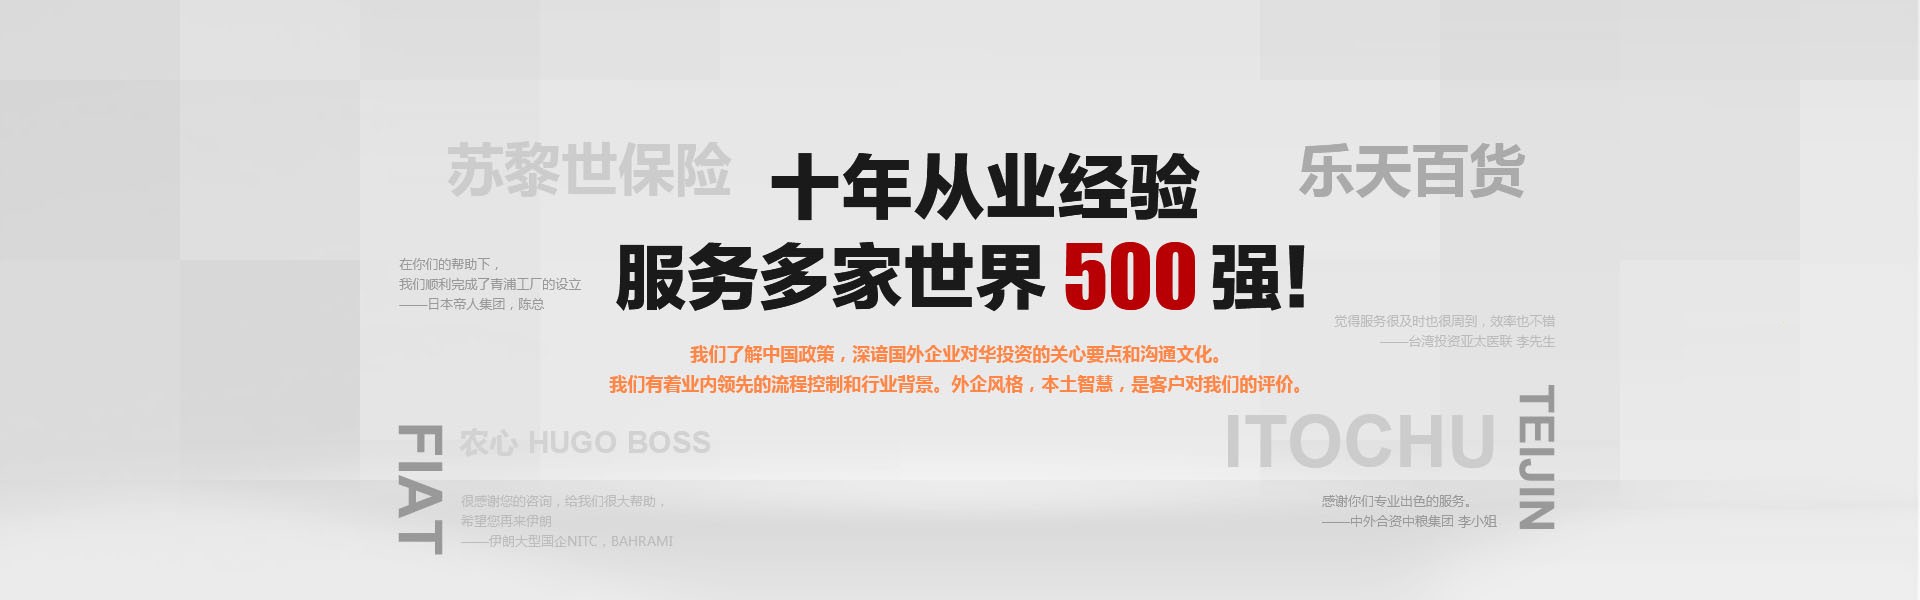 苏黎世保险
十年从业经验
乐天百货
服务多家世界500强!
在你们的帮助下，
我们顺利完成了青浦工厂的设立
——日本帝人集团，陈总
觉得服务很及时也很周到，效率也不错
——台湾投资亚太医联 李先生
我们了解中国政策，深谙国外企业对华投资的关心要点和沟通文化。
我们有着业内领先的流程控制和行业背景。外企风格，本土智慧，是客户对我们的评价。
FIAT
农心 HUGO BOSS
ITOCHU
TEIJIN
很感谢您的咨询，给我们很大帮助，
希望您再来伊朗
——伊朗大型国企NITC，BAHRAMI
感谢你们专业出色的服务。
——中外合资中粮集团 李小姐